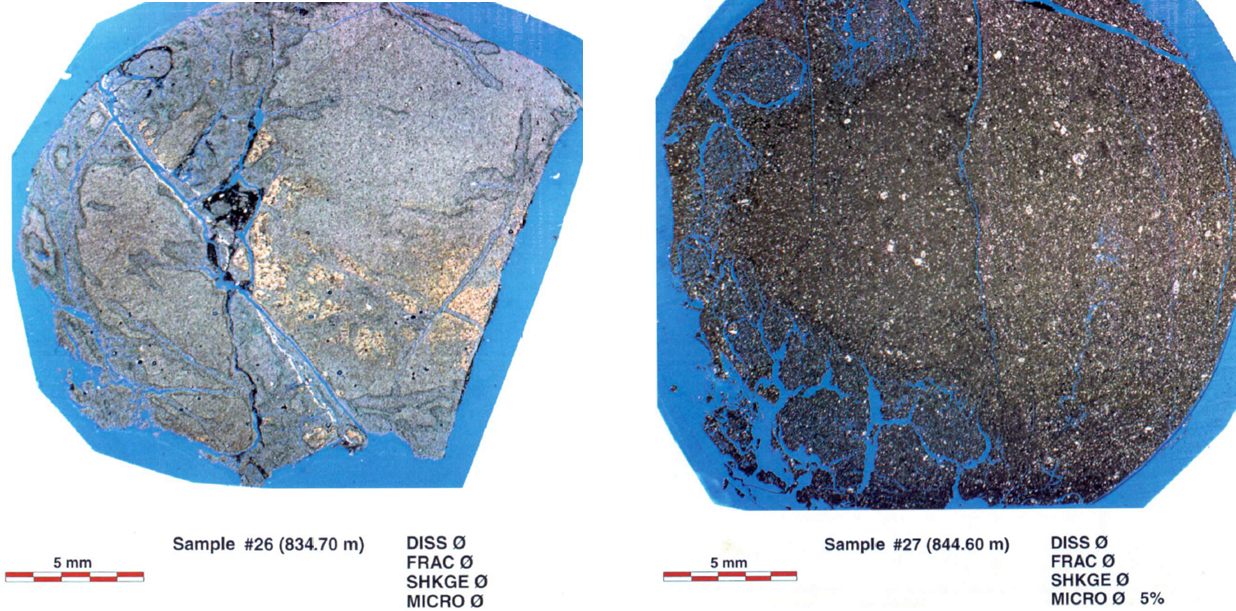 Sample #26 (834.70 m)
DISS Ø
FRAC Ø
SHKGE Ø
MICRO Ø
5 mm
Sample #27 (844.60 m)
DISS Ø
FRAC Ø
SHKGE Ø
MICRO Ø 5%
5 mm